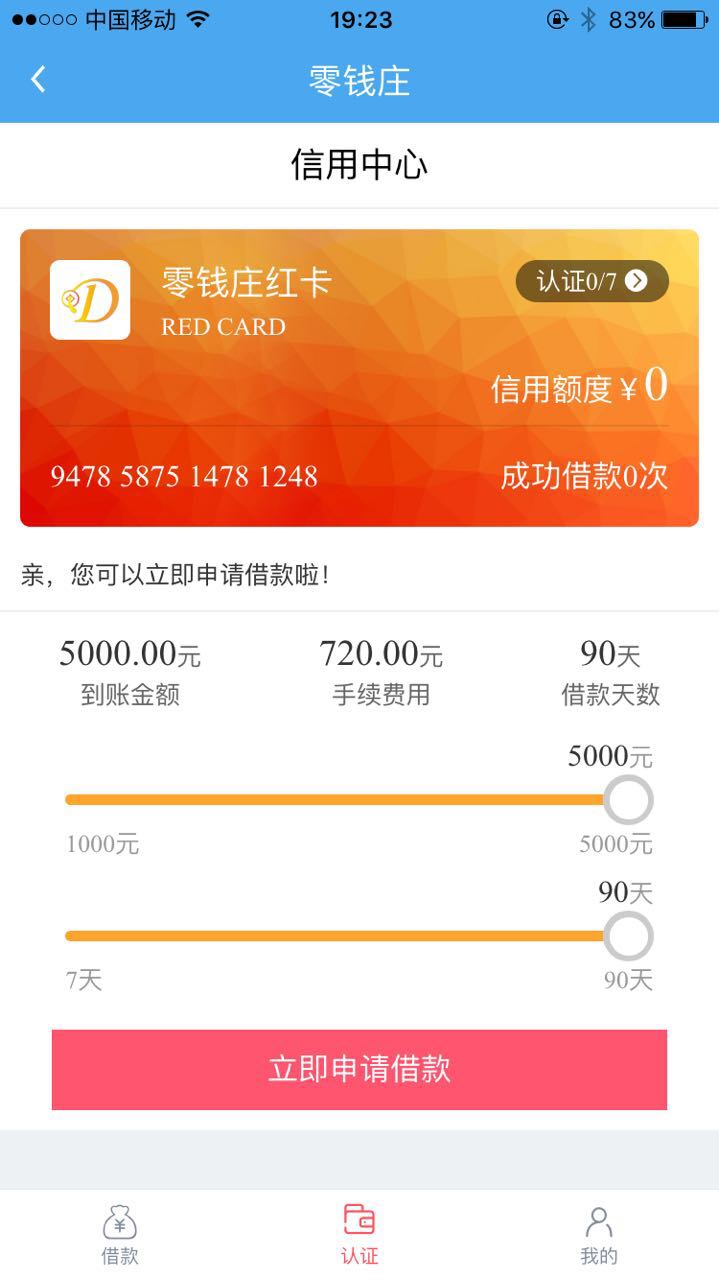 中国移动 19:23 83%
零钱庄
信用中心
零钱庄红卡
认证0/7
RED CARD
信用额度￥0
9478 5875 1478 1248 成功借款0次
亲，您可以立即申请借款啦！
5000.00元 720.00元 90天
到账金额 手续费用 借款天数
5000元
1000元 5000元
90天
7天 90天
立即申请借款
借款 认证 我的